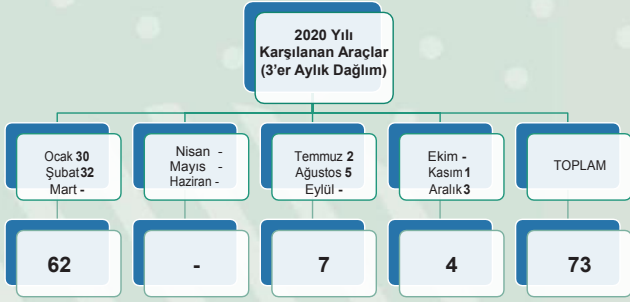 2020 Yılı
Karşılanan Araçlar
(3'er Aylık Dağlım)
Ocak 30
Şubat 32
Mart -
Nisan -
Mayıs -
Haziran -
Temmuz 2
Ağustos 5
Eylül -
Ekim -
Kasım 1
Aralık 3
TOPLAM
62
-
7
4
73